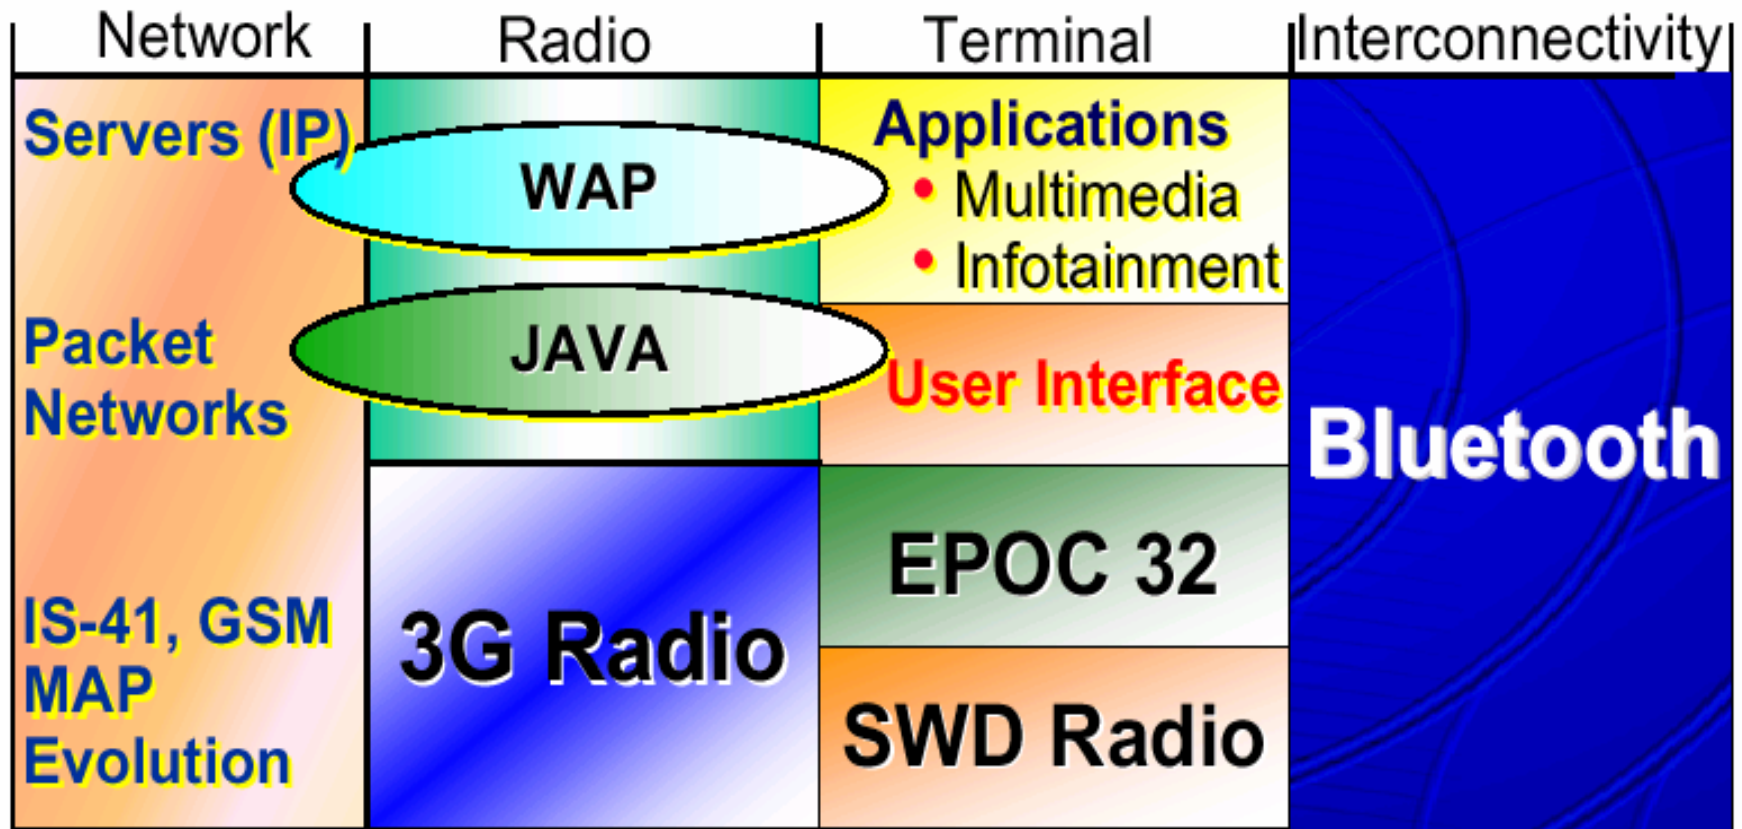 Network
Radio
Terminal
Interconnectivity
Servers (IP)
Packet
Networks
IS-41, GSM
MAP
Evolution
WAP
JAVA
3G Radio
Applications
• Multimedia
• Infotainment
User Interface
EPOC 32
SWD Radio
Bluetooth